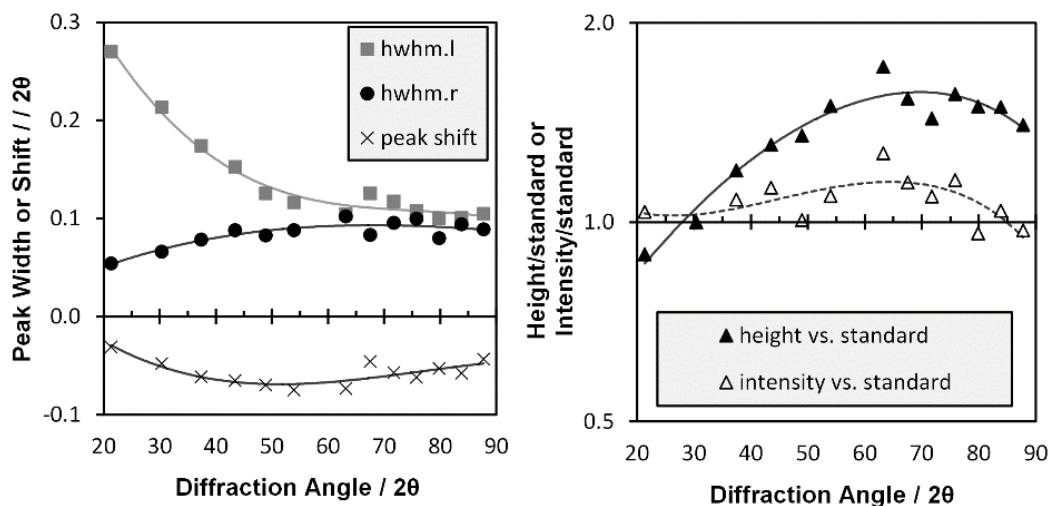 Peak Width or Shift / / 2θ
0.3
0.2
0.1
0.0
-0.1
hwhm.l
hwhm.r
peak shift
20 30 40 50 60 70 80 90
Diffraction Angle / 2θ
Height/standard or
Intensity/standard
2.0
1.0
0.5
height vs. standard
intensity vs. standard
20 30 40 50 60 70 80 90
Diffraction Angle / 2θ